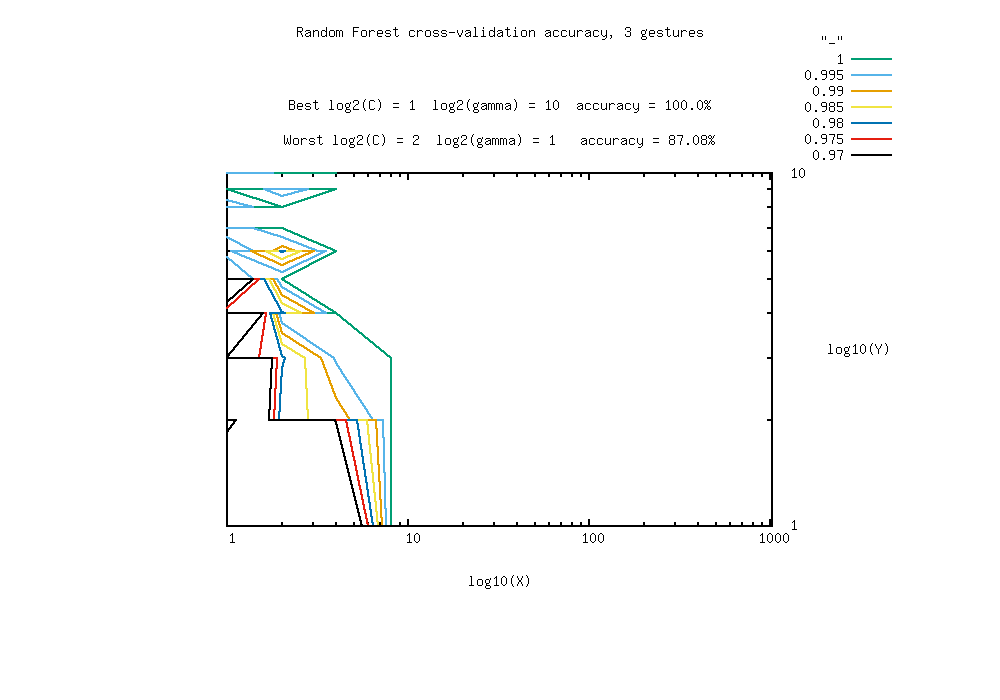 Random Forest cross-validation accuracy, 3 gestures
"_"
1
0.995
0.99
0.985
0.98
0.975
0.97
Best log2(C) = 1 log2(gamma) = 10 accuracy = 100.0%
Worst log2(C) = 2 log2(gamma) = 1 accuracy = 87.08%
10
log10(Y)
1
1 10 100 1000
log10(X)